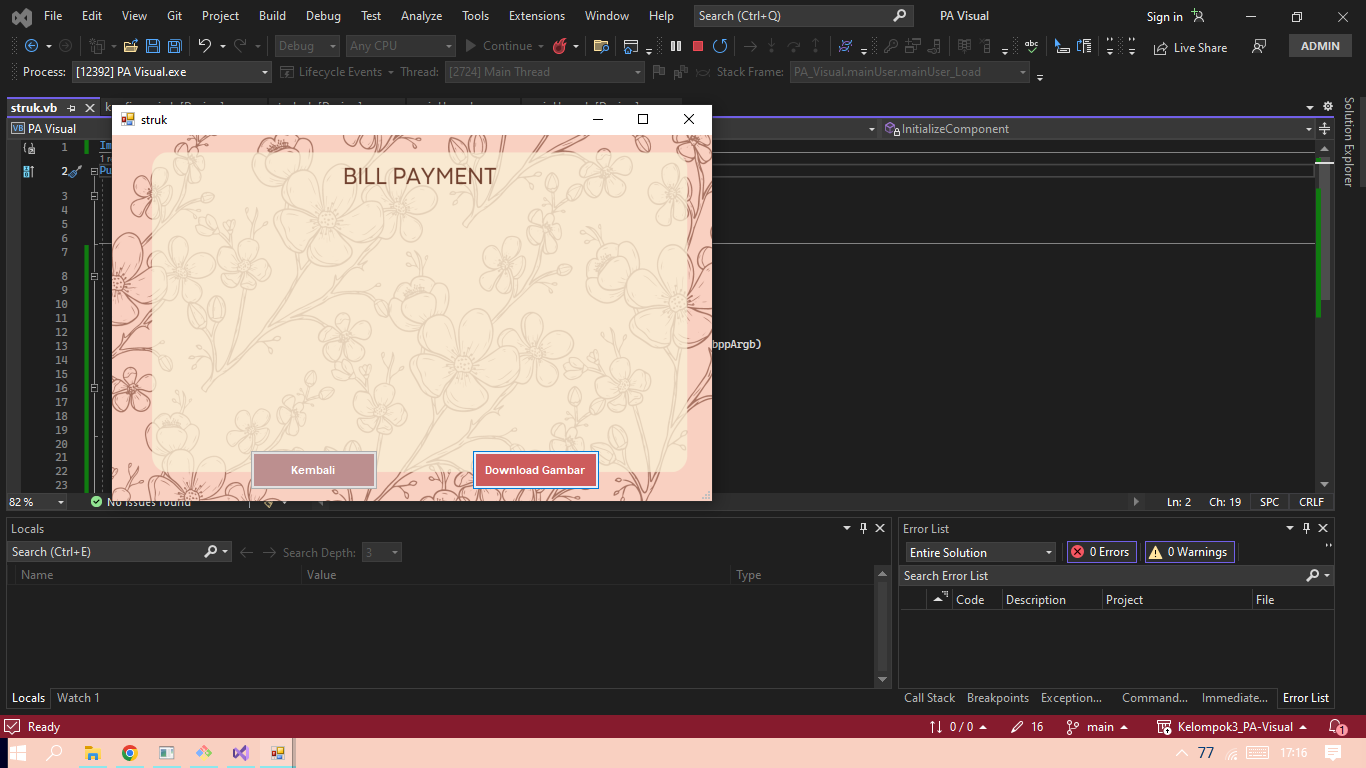 File Edit View Git Project Build Debug Test Analyze Tools Extensions Window Help Search (Ctrl+Q) PA Visual Sign in
Debug Any CPU Continue Live Share ADMIN
Process: [12392] PA Visual.exe Lifecycle Events Thread: [2724] Main Thread Stack Frame: PA_Visual.mainUser.mainUser_Load
struk.vb
struk
PA Visual InitializeComponent
Solution Explorer
BILL PAYMENT
1
2
3
4
5
6
7
8
9
10
11
12
13 bppArgb)
14
15
16
17
18
19
20
21
22
23
Kembali Download Gambar
82 % No issues found Ln: 2 Ch: 19 SPC CRLF
Locals
Search (Ctrl+E) Search Depth: 3
Name Value Type
Error List
Entire Solution 0 Errors 0 Warnings
Search Error List
Code Description Project File
Locals Watch 1
Call Stack Breakpoints Exception... Command... Immediate... Error List
Ready 0 / 0 16 main Kelompok3_PA-Visual 1
77 17:16